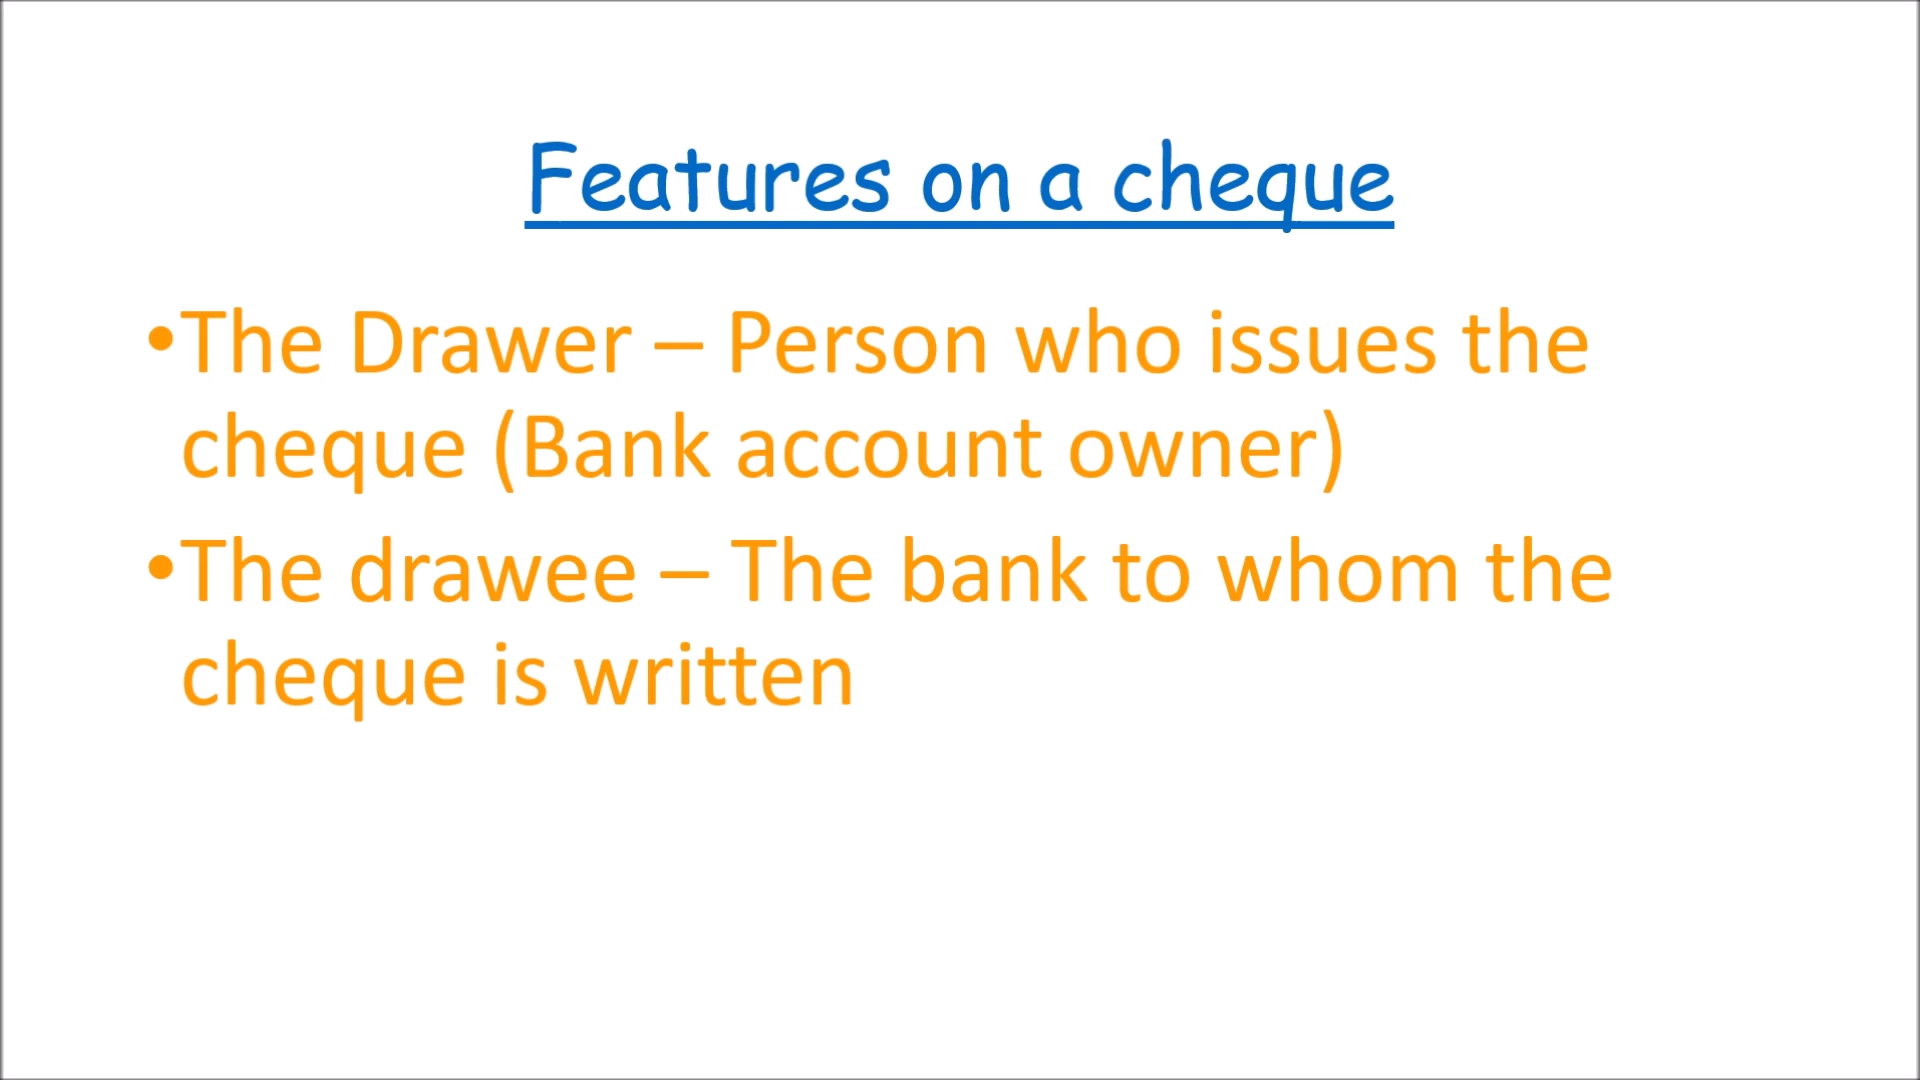 Features on a cheque
•The Drawer – Person who issues the
cheque (Bank account owner)
•The drawee – The bank to whom the
cheque is written